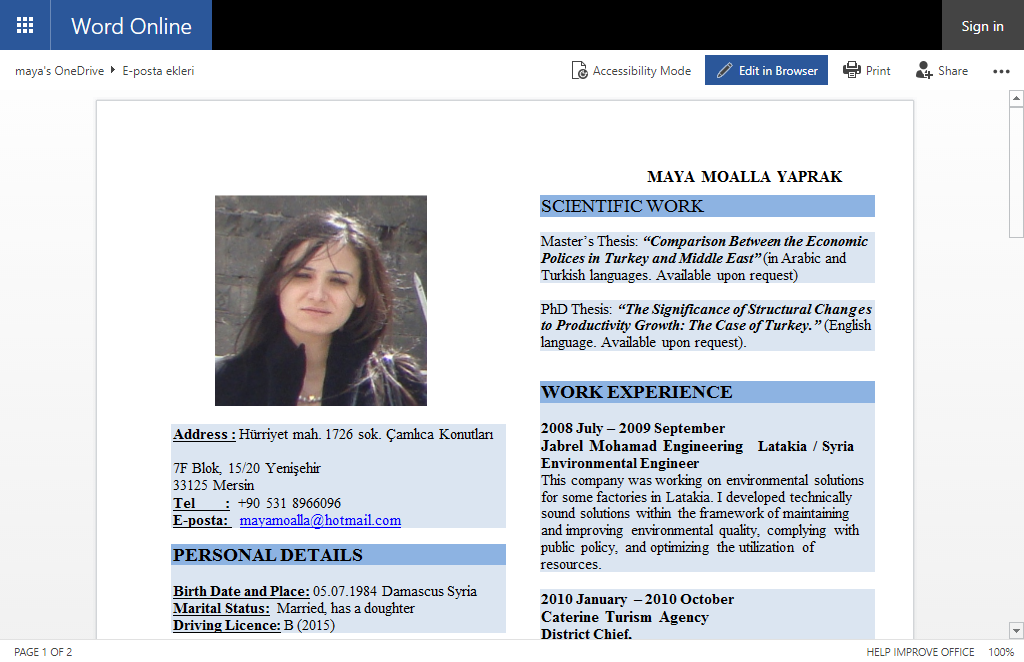 Word Online
Sign in
maya's OneDrive
E-posta ekleri
Accessibility Mode
Edit in Browser
Print
Share
MAYA MOALLA YAPRAK
Address : Hürriyet mah. 1726 sok. Çamlıca Konutları
7F Blok, 15/20 Yenişehir
33125 Mersin
Tel : +90 531 8966096
E-posta: mayamoalla@hotmail.com
PERSONAL DETAILS
Birth Date and Place: 05.07.1984 Damascus Syria
Marital Status: Married, has a doughter
Driving Licence: B (2015)
SCIENTIFIC WORK
Master's Thesis: “Comparison Between the Economic
Polices in Turkey and Middle East” (in Arabic and
Turkish languages. Available upon request)
PhD Thesis: “The Significance of Structural Changes
to Productivity Growth: The Case of Turkey.” (English
language. Available upon request).
WORK EXPERIENCE
2008 July – 2009 September
Jabrel Mohamad Engineering Latakia / Syria
Environmental Engineer
This company was working on environmental solutions
for some factories in Latakia. I developed technically
sound solutions within the framework of maintaining
and improving environmental quality, complying with
public policy, and optimizing the utilization of
resources.
2010 January – 2010 October
Caterine Turism Agency
District Chief,
PAGE 1 OF 2
HELP IMPROVE OFFICE
100%